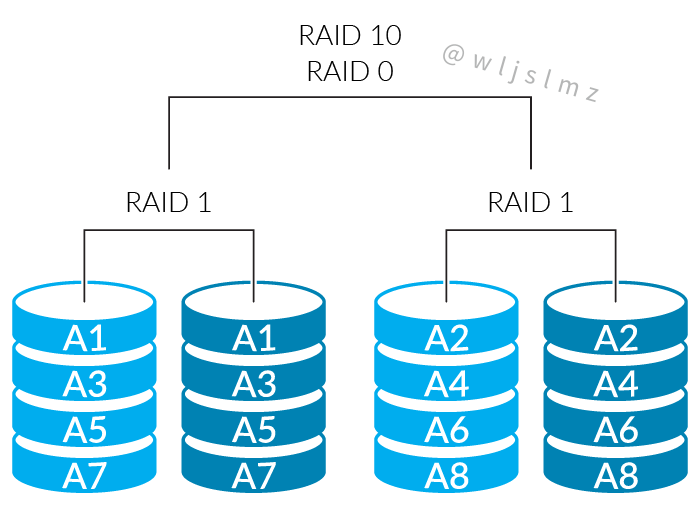 RAID 10
RAID 0
@wljslmz
RAID 1
RAID 1
A1 A1 A2 A2
A3 A3 A4 A4
A5 A5 A6 A6
A7 A7 A8 A8